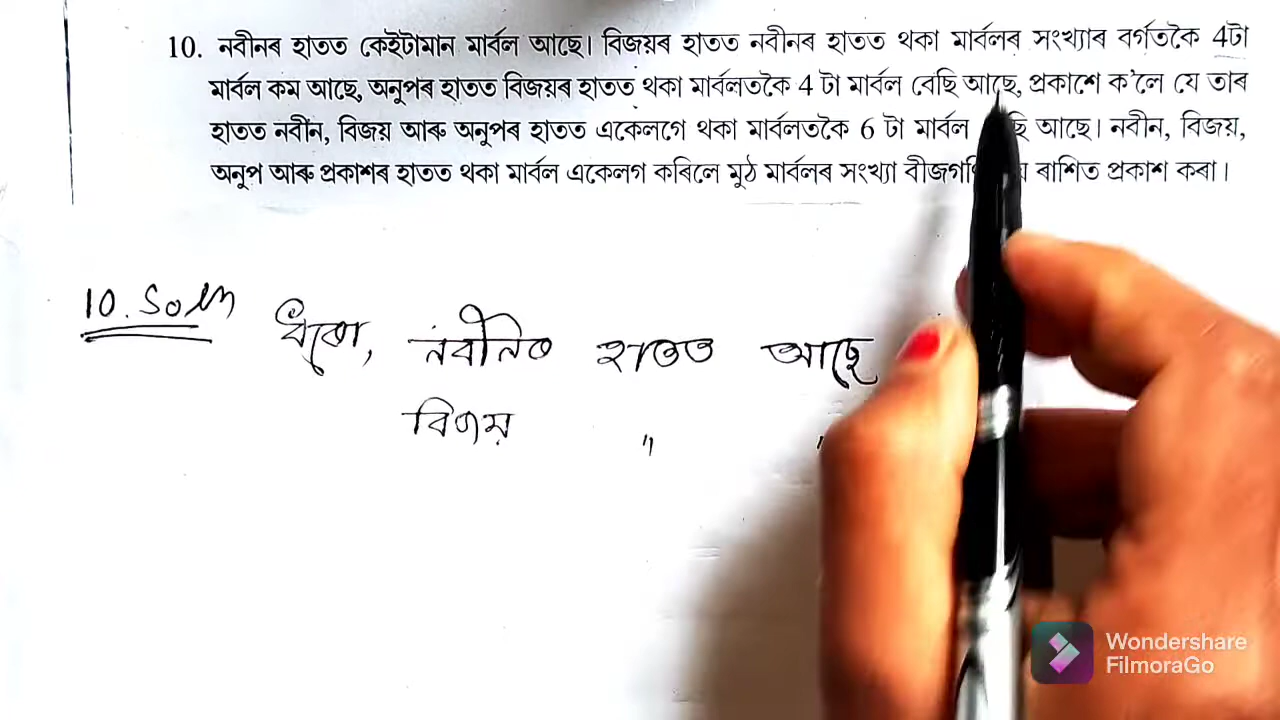 10. নবীনৰ হাতত কেইটামান মাৰ্বল আছে। বিজয়ৰ হাতত নবীনৰ হাতত থকা মাৰ্বলৰ সংখ্যাৰ বৰ্গতকৈ 4টা
মাৰ্বল কম আছে, অনুপৰ হাতত বিজয়ৰ হাতত থকা মাৰ্বলতকৈ 4 টা মাৰ্বল বেছি আছে, প্ৰকাশে ক'লে যে তাৰ
হাতত নবীন, বিজয় আৰু অনুপৰ হাতত একেলগে থকা মাৰ্বলতকৈ 6 টা মাৰ্বল আছে। নবীন, বিজয়,
অনুপ আৰু প্ৰকাশৰ হাতত থকা মাৰ্বল একেলগ কৰিলে মুঠ মাৰ্বলৰ সংখ্যা ৰাশিত প্ৰকাশ কৰা।
10. Soln ধৰো, নবীনৰ হাতত আছে
বিজয় " "
Wondershare
FilmoraGo